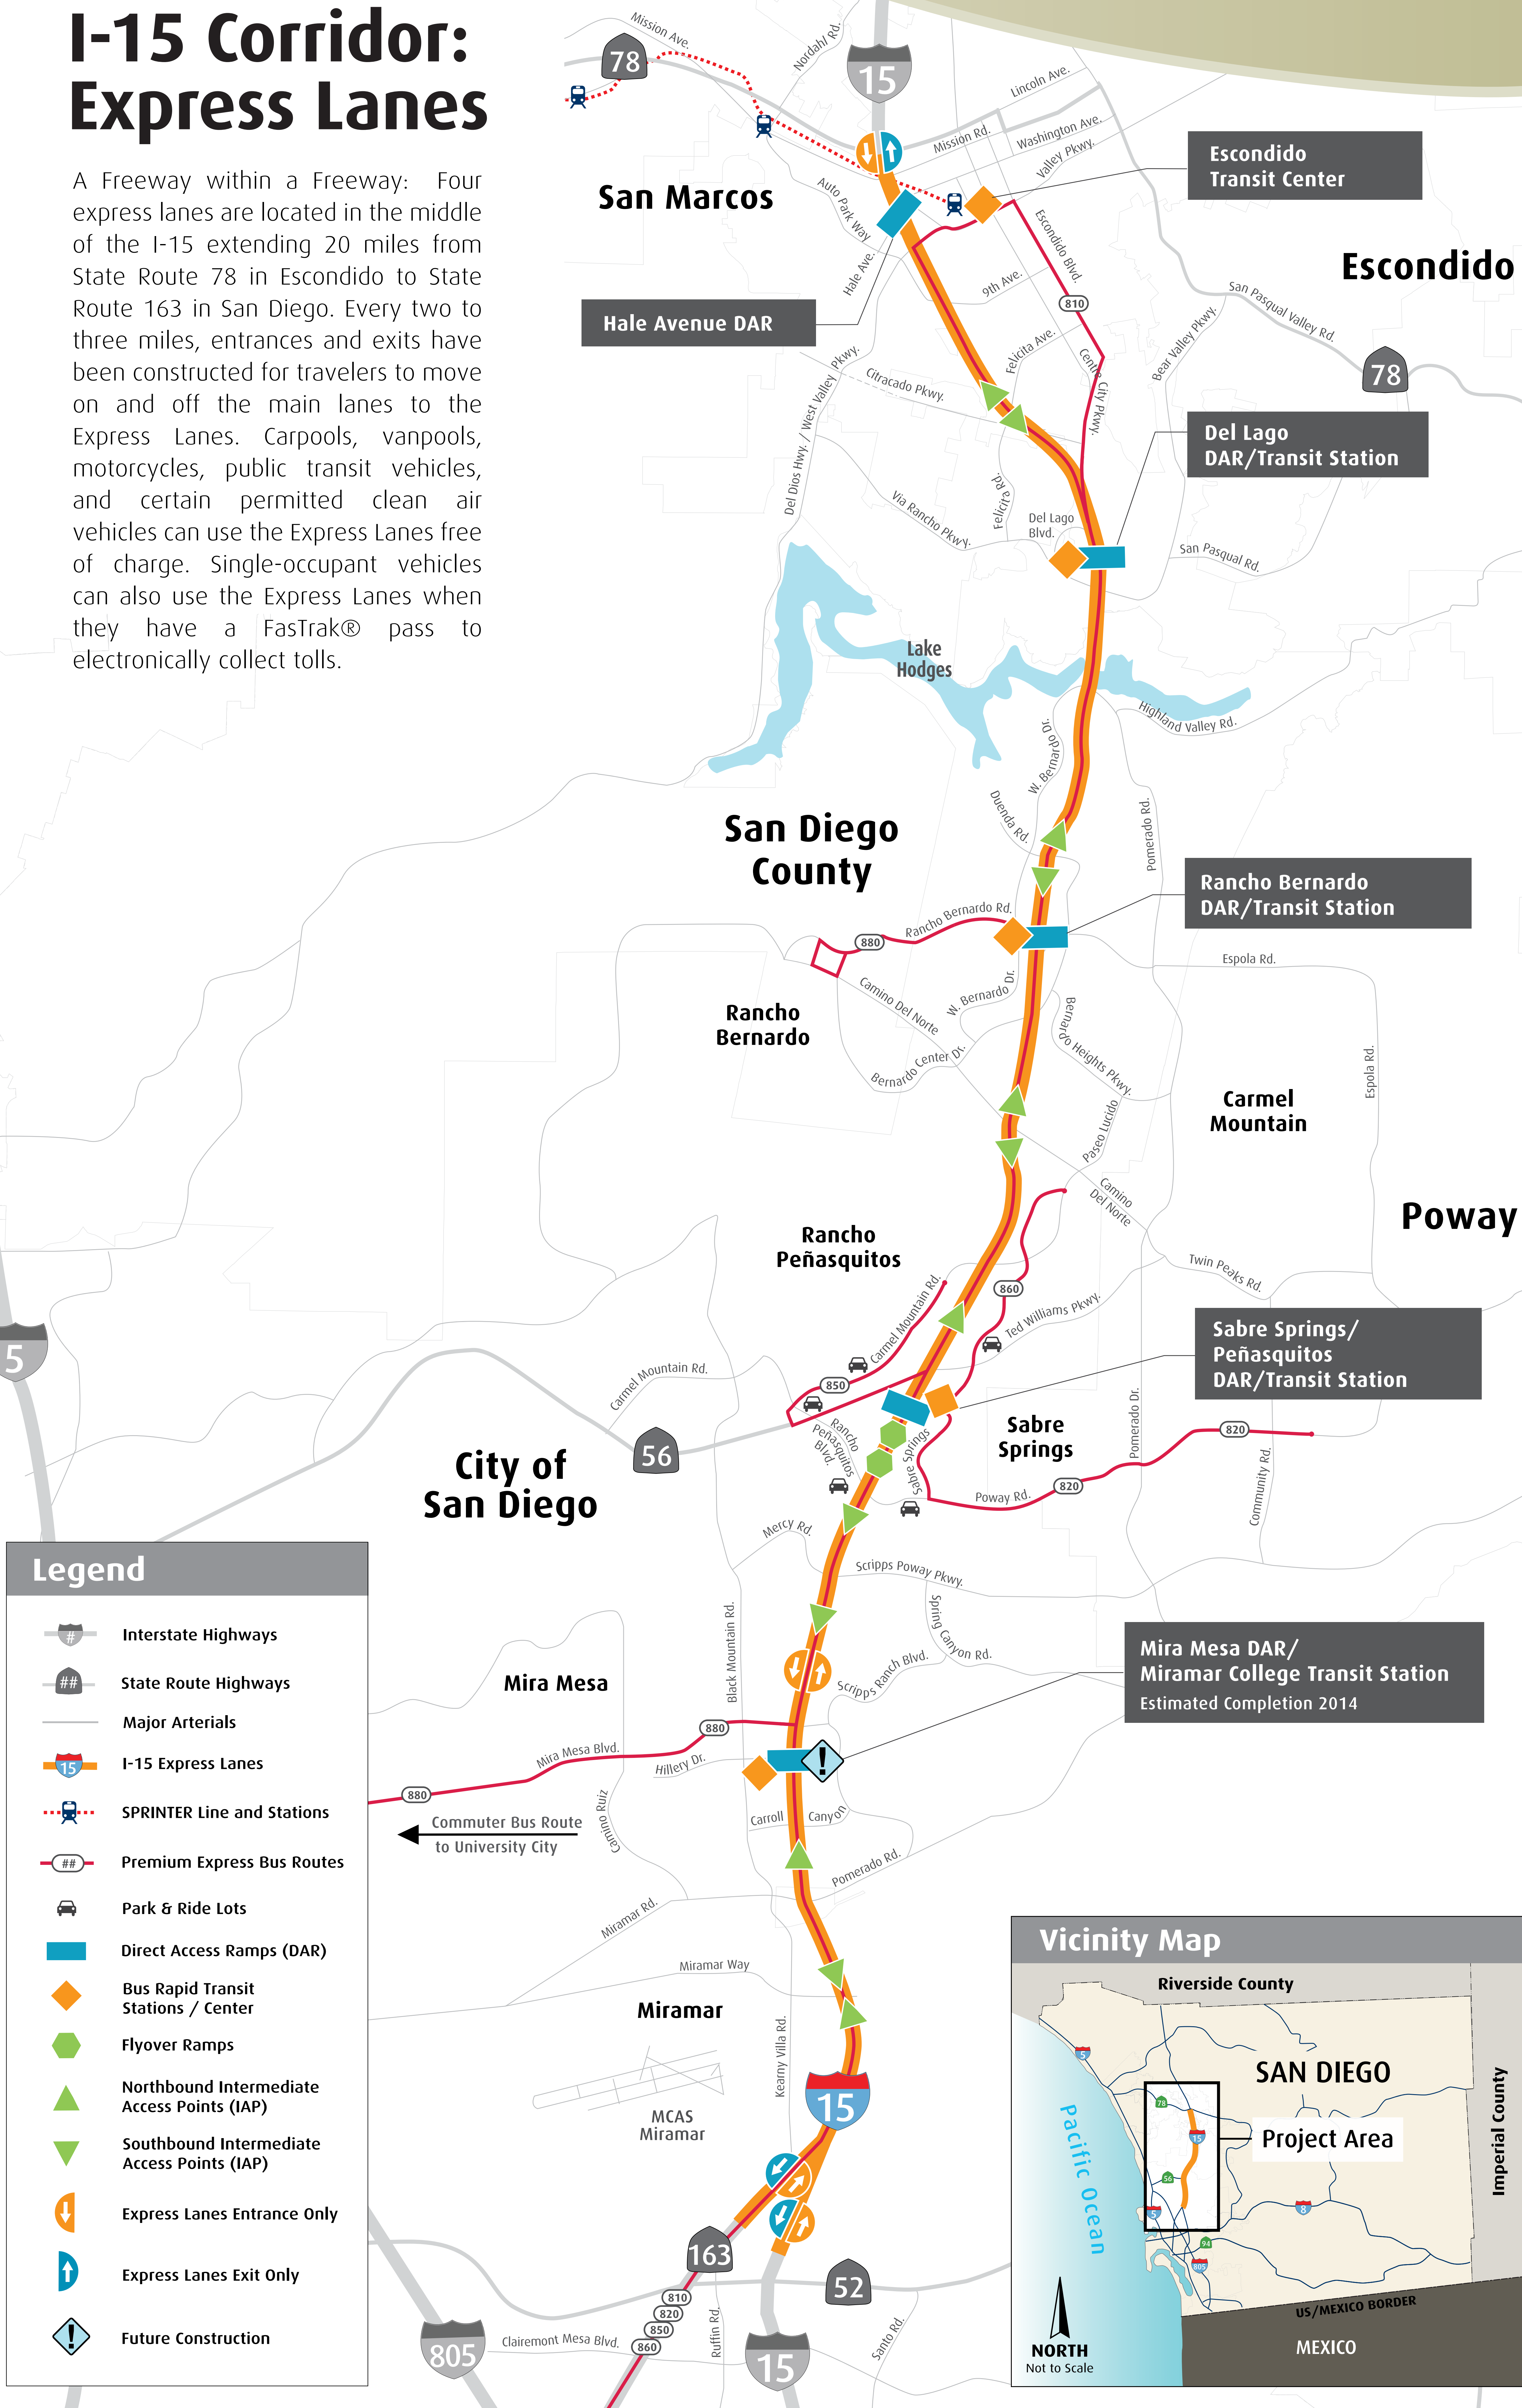 I-15 Corridor:
Express Lanes
A Freeway within a Freeway: Four
express lanes are located in the middle
of the I-15 extending 20 miles from
State Route 78 in Escondido to State
Route 163 in San Diego. Every two to
three miles, entrances and exits have
been constructed for travelers to move
on and off the main lanes to the
Express Lanes. Carpools, vanpools,
motorcycles, public transit vehicles,
and certain permitted clean air
vehicles can use the Express Lanes free
of charge. Single-occupant vehicles
can also use the Express Lanes when
they have a FasTrak® pass to
electronically collect tolls.
Mission Ave.
78
Nordahl Rd.
15
Lincoln Ave.
Mission Rd.
Washington Ave.
Valley Pkwy.
Escondido
Transit Center
San Marcos
Auto Park Way
Hale Ave.
Escondido Blvd.
Escondido
9th Ave.
810
San Pasqual Valley Rd.
Hale Avenue DAR
Felicita Ave.
Centre City Pkwy.
Bear Valley Pkwy.
78
Citracado Pkwy.
Del Dios Hwy. / West Valley Pkwy.
Del Lago
DAR/Transit Station
Via Rancho Pkwy.
Felicita Rd.
Del Lago
Blvd.
San Pasqual Rd.
Lake
Hodges
Highland Valley Rd.
W. Bernardo Dr.
Duenda Rd.
Pomerado Rd.
San Diego
County
Rancho Bernardo
DAR/Transit Station
Rancho Bernardo Rd.
880
Espola Rd.
Camino Del Norte
W. Bernardo Dr.
Rancho
Bernardo
Bernardo Center Dr.
Bernardo Heights Pkwy.
Espola Rd.
Carmel
Mountain
Paseo Lucido
Camino
Del Norte
Poway
Rancho
Peñasquitos
Twin Peaks Rd.
860
Carmel Mountain Rd.
Ted Williams Pkwy.
Sabre Springs/
Peñasquitos
DAR/Transit Station
5
Carmel Mountain Rd.
850
56
Rancho
Peñasquitos
Blvd.
Sabre Springs
Sabre
Springs
Pomerado Dr.
820
City of
San Diego
820
Poway Rd.
Community Rd.
Mercy Rd.
Scripps Poway Pkwy.
Black Mountain Rd.
Spring Canyon Rd.
Scripps Ranch Blvd.
Mira Mesa
Mira Mesa DAR/
Miramar College Transit Station
Estimated Completion 2014
880
Mira Mesa Blvd.
Hillery Dr.
880
Camino Ruiz
Carroll Canyon
Commuter Bus Route
to University City
Pomerado Rd.
Miramar Rd.
Miramar Way
Miramar
Kearny Villa Rd.
15
MCAS
Miramar
163
52
810
820
850
860
Ruffin Rd.
Santo Rd.
Clairemont Mesa Blvd.
805
15
Legend
# Interstate Highways
## State Route Highways
Major Arterials
15 I-15 Express Lanes
SPRINTER Line and Stations
## Premium Express Bus Routes
Park & Ride Lots
Direct Access Ramps (DAR)
Bus Rapid Transit
Stations / Center
Flyover Ramps
Northbound Intermediate
Access Points (IAP)
Southbound Intermediate
Access Points (IAP)
Express Lanes Entrance Only
Express Lanes Exit Only
! Future Construction
Vicinity Map
Riverside County
5
SAN DIEGO
78
15
Project Area
Imperial County
Pacific Ocean
56
5
8
94
805
US/MEXICO BORDER
MEXICO
NORTH
Not to Scale